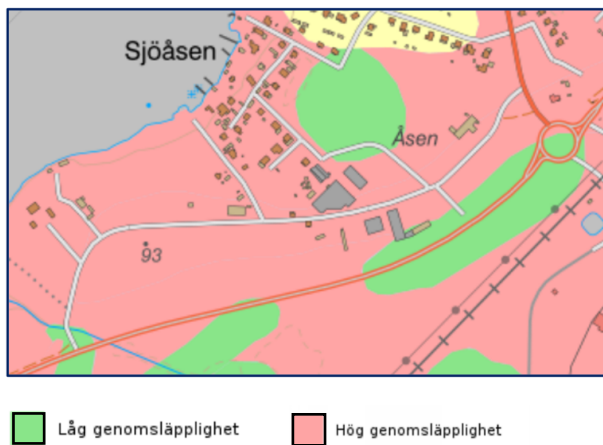 Sjöåsen
Åsen
93
Låg genomsläpplighet
Hög genomsläpplighet